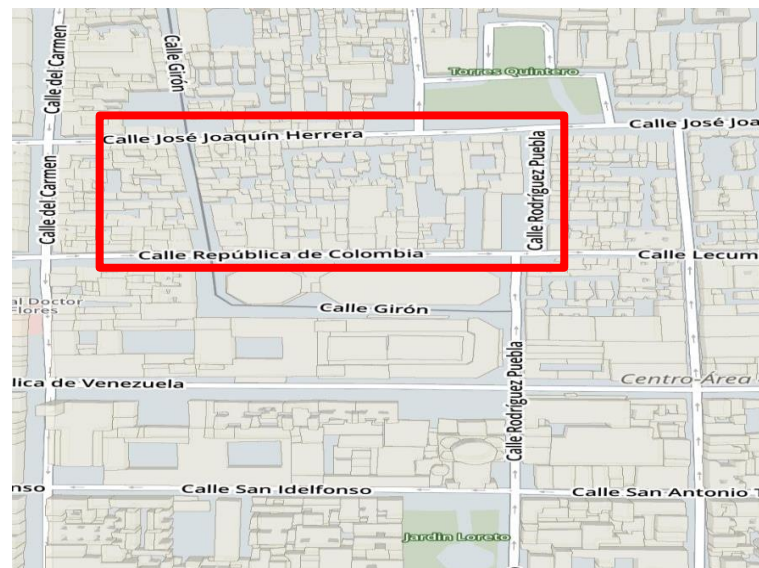 Calle del Carmen
Calle Girón
Torres Quintero
Calle José Joaquín Herrera
Calle José Joa
Calle del Carmen
Calle Rodríguez Puebla
Calle República de Colombia
Calle Lecum
al Doctor
Flores
Calle Girón
Calle Rodríguez Puebla
lica de Venezuela
Centro-Área
nso
Calle San Idelfonso
Calle San Antonio T
Jardín Loreto